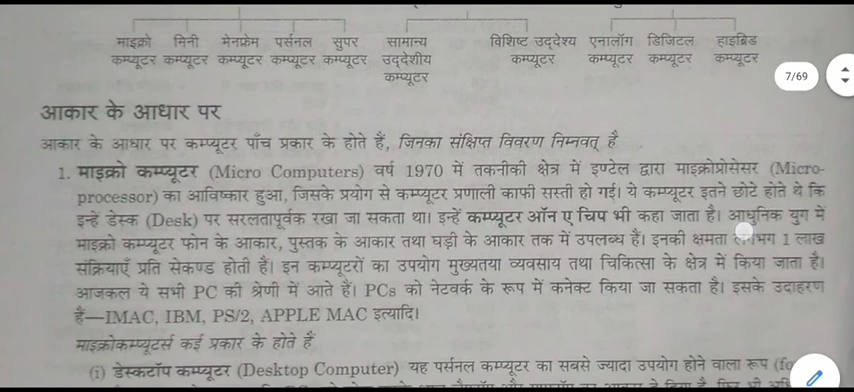 माइक्रो मिनी मेनफ्रेम पर्सनल सुपर सामान्य विशिष्ट उद्देश्य एनालॉग डिजिटल हाइब्रिड
कम्प्यूटर कम्प्यूटर कम्प्यूटर कम्प्यूटर कम्प्यूटर उद्देशीय कम्प्यूटर कम्प्यूटर कम्प्यूटर कम्प्यूटर
कम्प्यूटर
7/69
आकार के आधार पर
आकार के आधार पर कम्प्यूटर पाँच प्रकार के होते हैं, जिनका संक्षिप्त विवरण निम्नवत् है
1. माइक्रो कम्प्यूटर (Micro Computers) वर्ष 1970 में तकनीकी क्षेत्र में इण्टेल द्वारा माइक्रोप्रोसेसर (Micro-
processor) का आविष्कार हुआ, जिसके प्रयोग से कम्प्यूटर प्रणाली काफी सस्ती हो गई। ये कम्प्यूटर इतने छोटे होते थे कि
इन्हें डेस्क (Desk) पर सरलतापूर्वक रखा जा सकता था। इन्हें कम्प्यूटर ऑन ए चिप भी कहा जाता है। आधुनिक युग में
माइक्रो कम्प्यूटर फोन के आकार, पुस्तक के आकार तथा घड़ी के आकार तक में उपलब्ध हैं। इनकी क्षमता लगभग 1 लाख
संक्रियाएँ प्रति सेकण्ड होती है। इन कम्प्यूटरों का उपयोग मुख्यतया व्यवसाय तथा चिकित्सा के क्षेत्र में किया जाता है।
आजकल ये सभी PC की श्रेणी में आते हैं। PCs को नेटवर्क के रूप में कनेक्ट किया जा सकता है। इसके उदाहरण
हैं—IMAC, IBM, PS/2, APPLE MAC इत्यादि।
माइक्रोकम्प्यूटर्स कई प्रकार के होते हैं
(i) डेस्कटॉप कम्प्यूटर (Desktop Computer) यह पर्सनल कम्प्यूटर का सबसे ज्यादा उपयोग होने वाला रूप